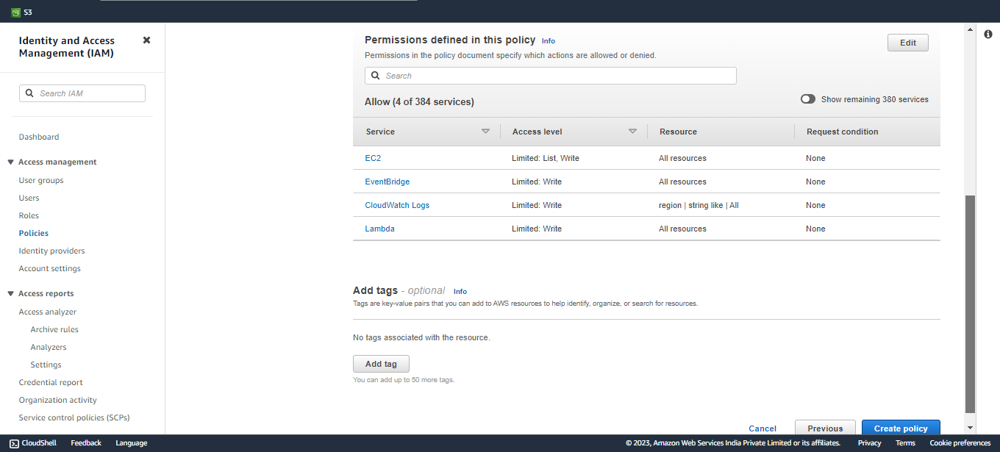 S3
Identity and Access
Management (IAM)
Search IAM
Dashboard
Access management
User groups
Users
Roles
Policies
Identity providers
Account settings
Access reports
Access analyzer
Archive rules
Analyzers
Settings
Credential report
Organization activity
Service control policies (SCPs)
Permissions defined in this policy Info
Edit
Permissions in the policy document specify which actions are allowed or denied.
Search
Allow (4 of 384 services)
Show remaining 380 services
Service Access level Resource Request condition
EC2 Limited: List, Write All resources None
EventBridge Limited: Write All resources None
CloudWatch Logs Limited: Write region | string like | All None
Lambda Limited: Write All resources None
Add tags - optional Info
Tags are key-value pairs that you can add to AWS resources to help identify, organize, or search for resources.
No tags associated with the resource.
Add tag
You can add up to 50 more tags.
Cancel Previous Create policy
CloudShell Feedback Language © 2023, Amazon Web Services India Private Limited or its affiliates. Privacy Terms Cookie preferences